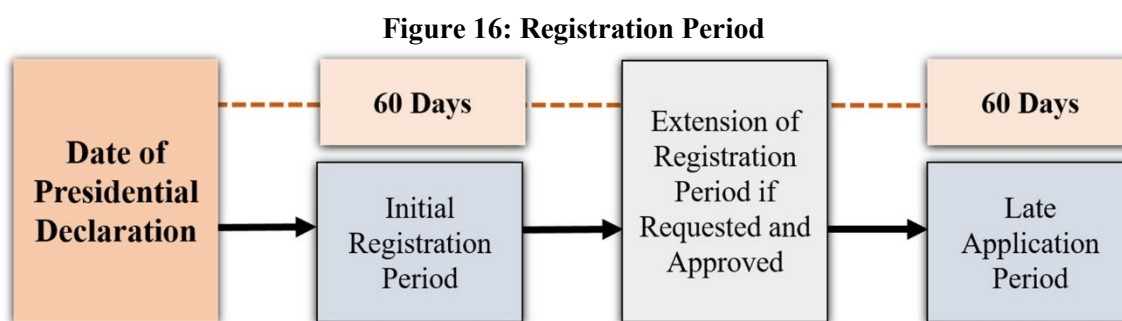 Figure 16: Registration Period
Date of
Presidential
Declaration
60 Days
Initial
Registration
Period
Extension of
Registration
Period if
Requested and
Approved
60 Days
Late
Application
Period